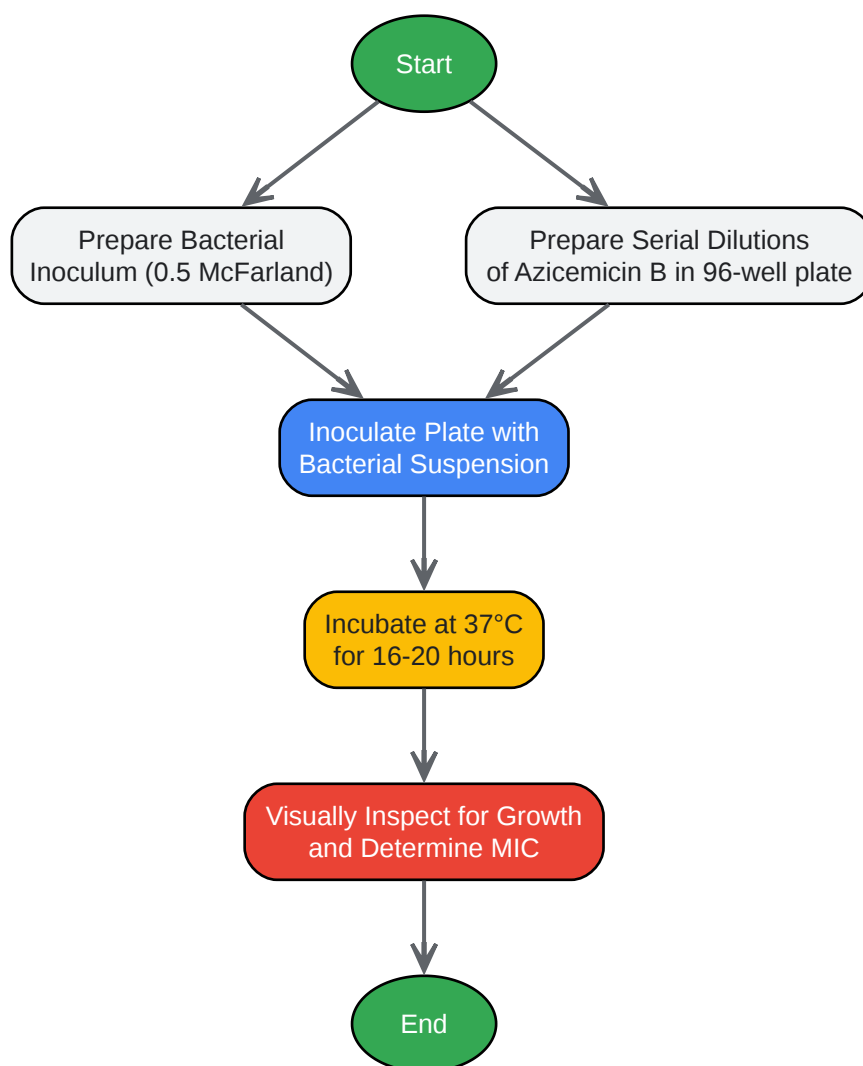 Start
Prepare Bacterial
Inoculum (0.5 McFarland)
Prepare Serial Dilutions
of Azicemicin B in 96-well plate
Inoculate Plate with
Bacterial Suspension
Incubate at 37°C
for 16-20 hours
Visually Inspect for Growth
and Determine MIC
End